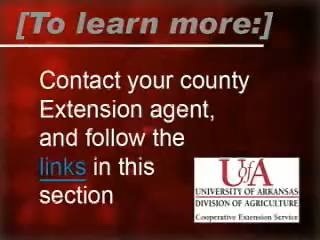 [To learn more:]
Contact your county
Extension agent,
and follow the
links in this
section
UofA
UNIVERSITY OF ARKANSAS
DIVISION OF AGRICULTURE
Cooperative Extension Service